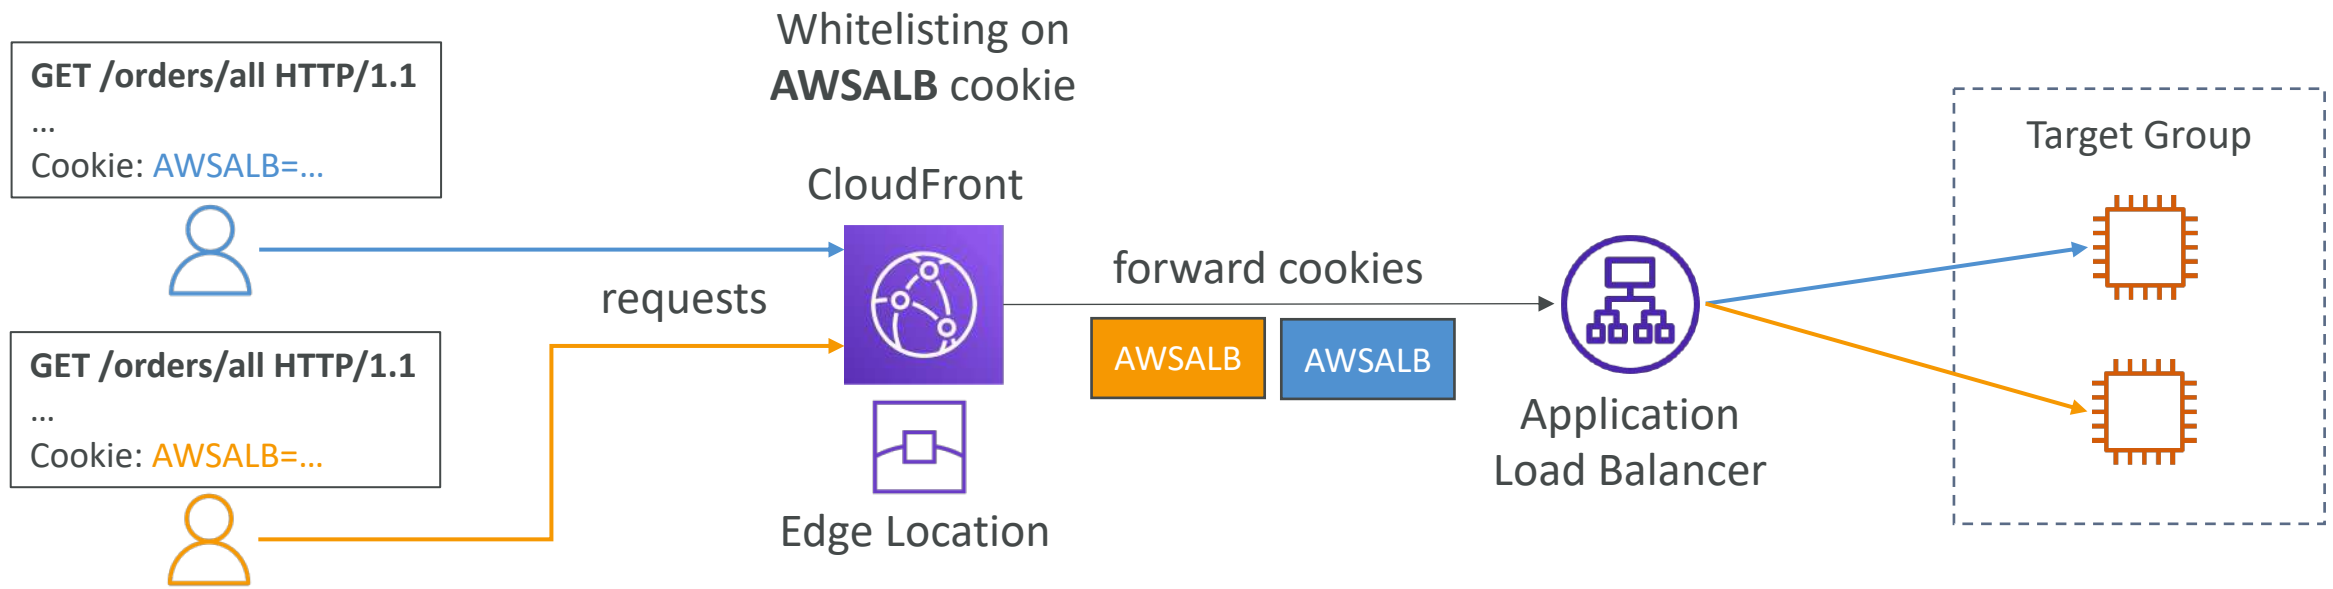 GET /orders/all HTTP/1.1
...
Cookie: AWSALB=...
GET /orders/all HTTP/1.1
...
Cookie: AWSALB=...
requests
Whitelisting on
AWSALB cookie
CloudFront
Edge Location
forward cookies
AWSALB
AWSALB
Application
Load Balancer
Target Group